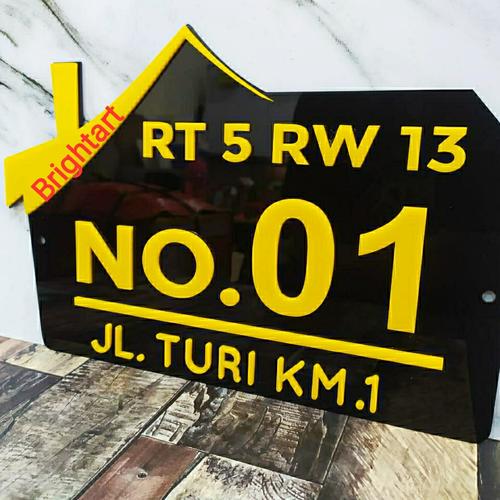 Brightart
RT 5 RW 13
NO.01
JL. TURI KM.1